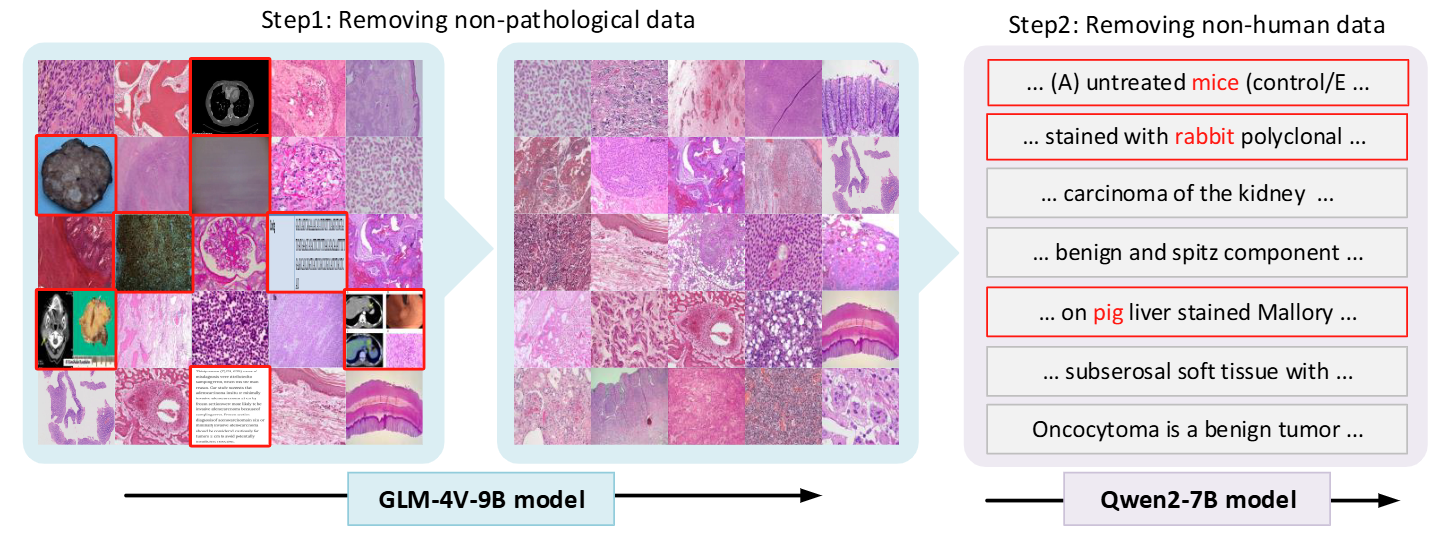 Step1: Removing non-pathological data
Step2: Removing non-human data
... (A) untreated mice (control/E ...
... stained with rabbit polyclonal ...
... carcinoma of the kidney ...
... benign and spitz component ...
... on pig liver stained Mallory ...
... subserosal soft tissue with ...
Oncocytoma is a benign tumor ...
GLM-4V-9B model
Qwen2-7B model